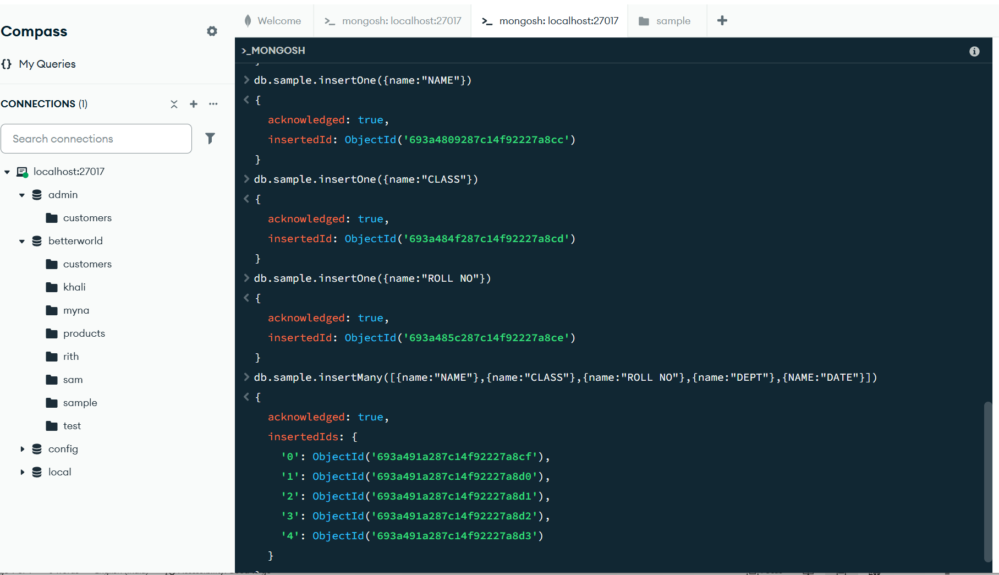 Compass
My Queries
CONNECTIONS (1)
Search connections
localhost:27017
admin
customers
betterworld
customers
khali
myna
products
rith
sam
sample
test
config
local
Welcome
>_ mongosh: localhost:27017
>_ mongosh: localhost:27017
sample
>_MONGOSH
}
> db.sample.insertOne({name:"NAME"})
< {
acknowledged: true,
insertedId: ObjectId('693a4809287c14f92227a8cc')
}
> db.sample.insertOne({name:"CLASS"})
< {
acknowledged: true,
insertedId: ObjectId('693a484f287c14f92227a8cd')
}
> db.sample.insertOne({name:"ROLL NO"})
< {
acknowledged: true,
insertedId: ObjectId('693a485c287c14f92227a8ce')
}
> db.sample.insertMany([{name:"NAME"},{name:"CLASS"},{name:"ROLL NO"},{name:"DEPT"},{NAME:"DATE"}])
< {
acknowledged: true,
insertedIds: {
'0': ObjectId('693a491a287c14f92227a8cf'),
'1': ObjectId('693a491a287c14f92227a8d0'),
'2': ObjectId('693a491a287c14f92227a8d1'),
'3': ObjectId('693a491a287c14f92227a8d2'),
'4': ObjectId('693a491a287c14f92227a8d3')
}